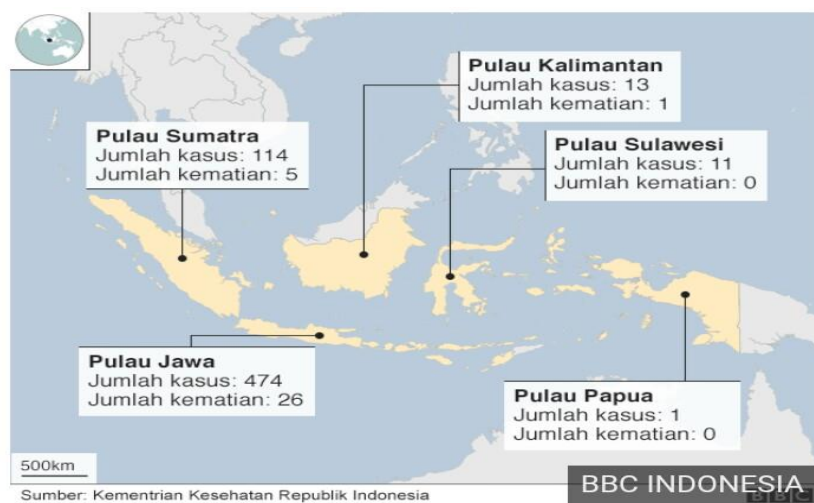 Pulau Kalimantan
Jumlah kasus: 13
Jumlah kematian: 1
Pulau Sumatra
Jumlah kasus: 114
Jumlah kematian: 5
Pulau Sulawesi
Jumlah kasus: 11
Jumlah kematian: 0
Pulau Jawa
Jumlah kasus: 474
Jumlah kematian: 26
Pulau Papua
Jumlah kasus: 1
Jumlah kematian: 0
500km
Sumber: Kementrian Kesehatan Republik Indonesia
BBC INDONESIA
BBC